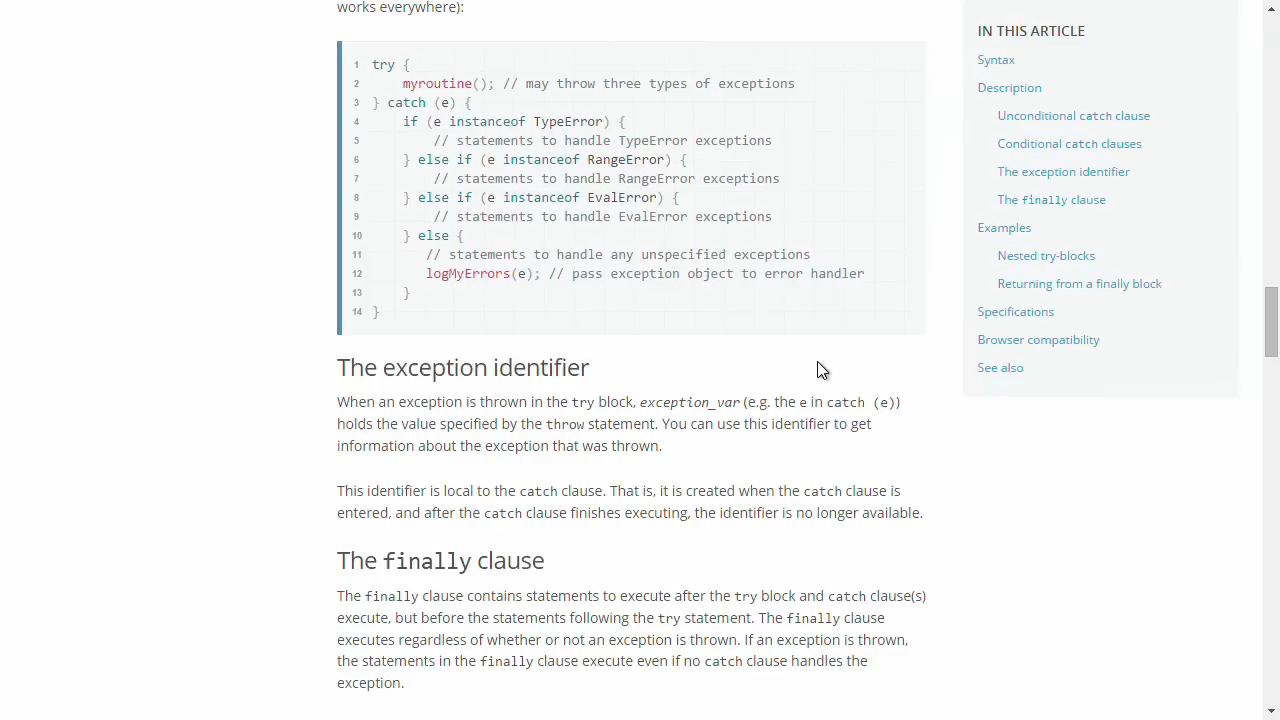 works everywhere):
1 try {
2 myroutine(); // may throw three types of exceptions
3 } catch (e) {
4 if (e instanceof TypeError) {
5 // statements to handle TypeError exceptions
6 } else if (e instanceof RangeError) {
7 // statements to handle RangeError exceptions
8 } else if (e instanceof EvalError) {
9 // statements to handle EvalError exceptions
10 } else {
11 // statements to handle any unspecified exceptions
12 logMyErrors(e); // pass exception object to error handler
13 }
14 }
The exception identifier
When an exception is thrown in the try block, exception_var (e.g. the e in catch (e))
holds the value specified by the throw statement. You can use this identifier to get
information about the exception that was thrown.
This identifier is local to the catch clause. That is, it is created when the catch clause is
entered, and after the catch clause finishes executing, the identifier is no longer available.
The finally clause
The finally clause contains statements to execute after the try block and catch clause(s)
execute, but before the statements following the try statement. The finally clause
executes regardless of whether or not an exception is thrown. If an exception is thrown,
the statements in the finally clause execute even if no catch clause handles the
exception.
IN THIS ARTICLE
Syntax
Description
Unconditional catch clause
Conditional catch clauses
The exception identifier
The finally clause
Examples
Nested try-blocks
Returning from a finally block
Specifications
Browser compatibility
See also